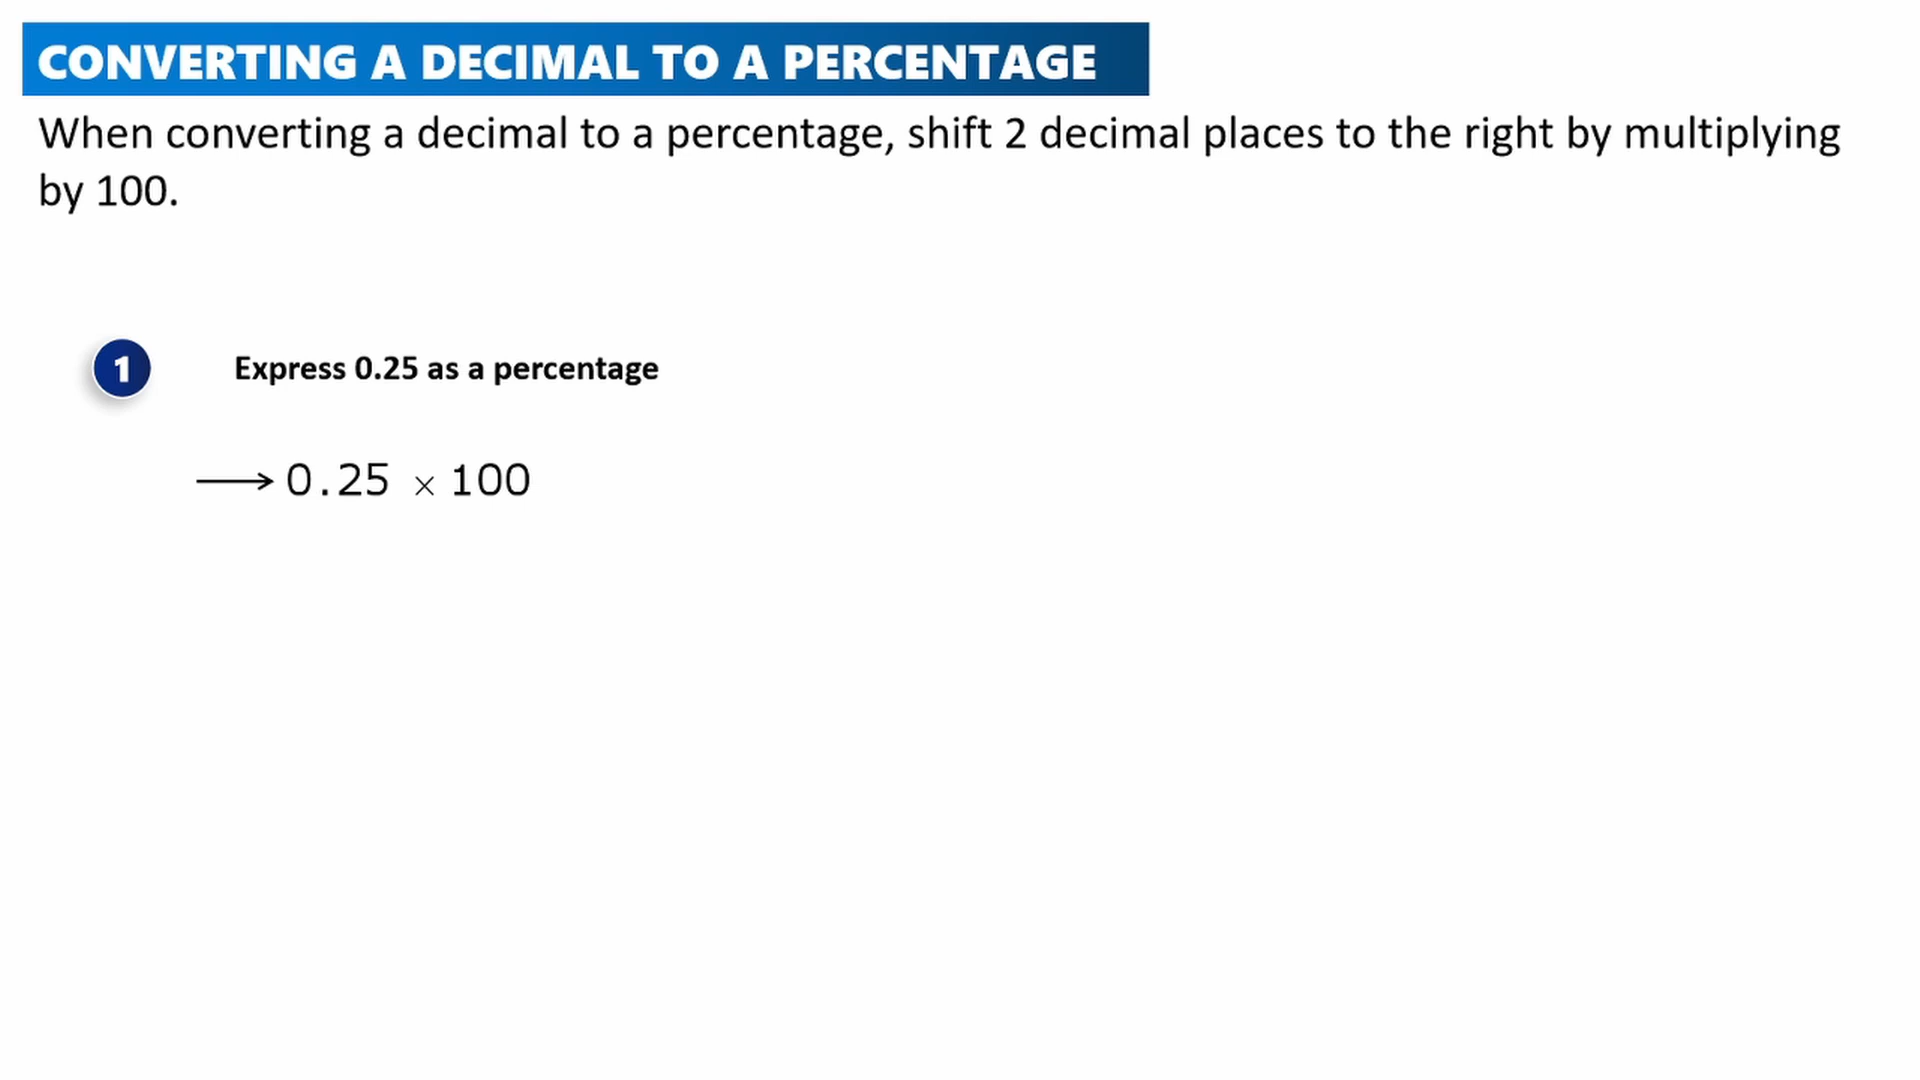 CONVERTING A DECIMAL TO A PERCENTAGE
When converting a decimal to a percentage, shift 2 decimal places to the right by multiplying
by 100.
1 Express 0.25 as a percentage
⟶ 0.25 × 100